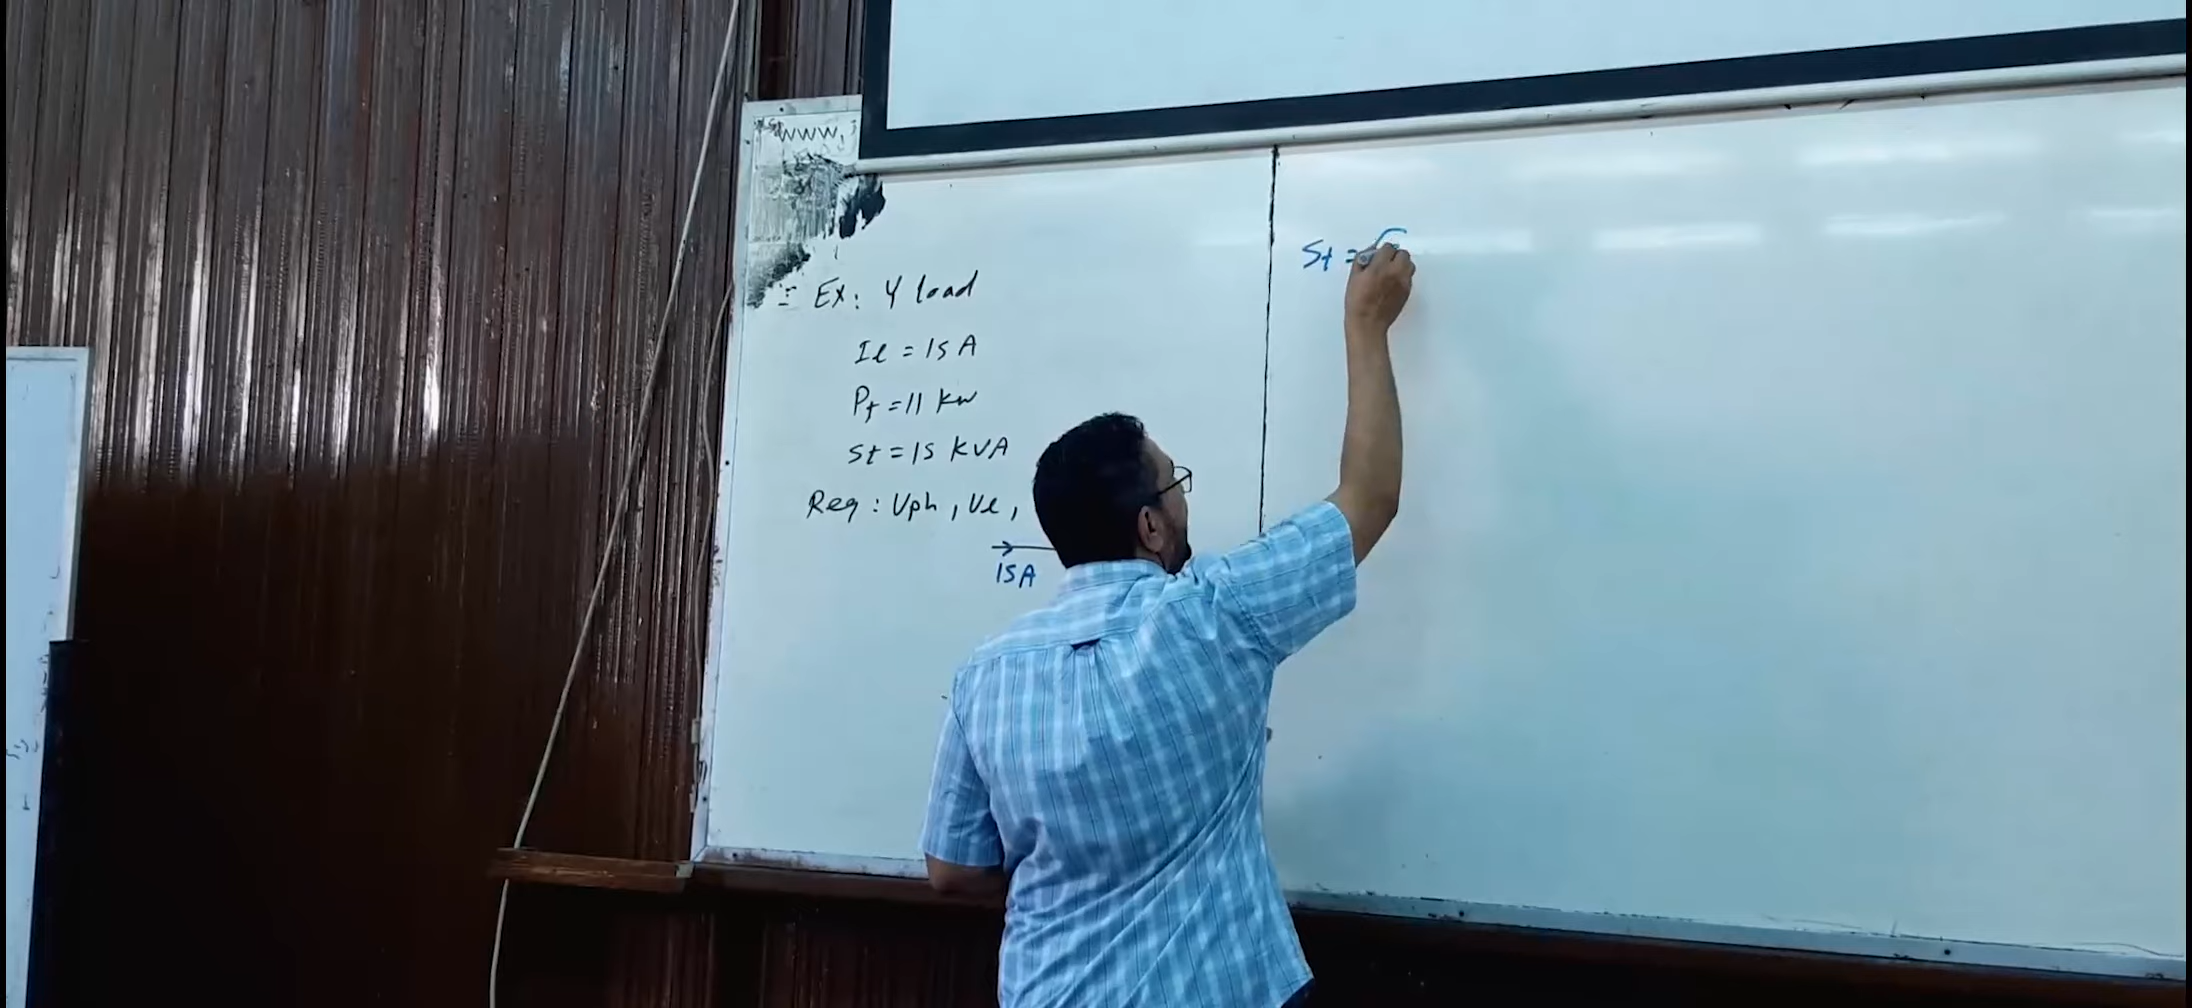 www.
Ex: Y load
Il = 15 A
Pt = 11 kw
St = 15 KVA
Req: Vph, Vl,
15A
St = √